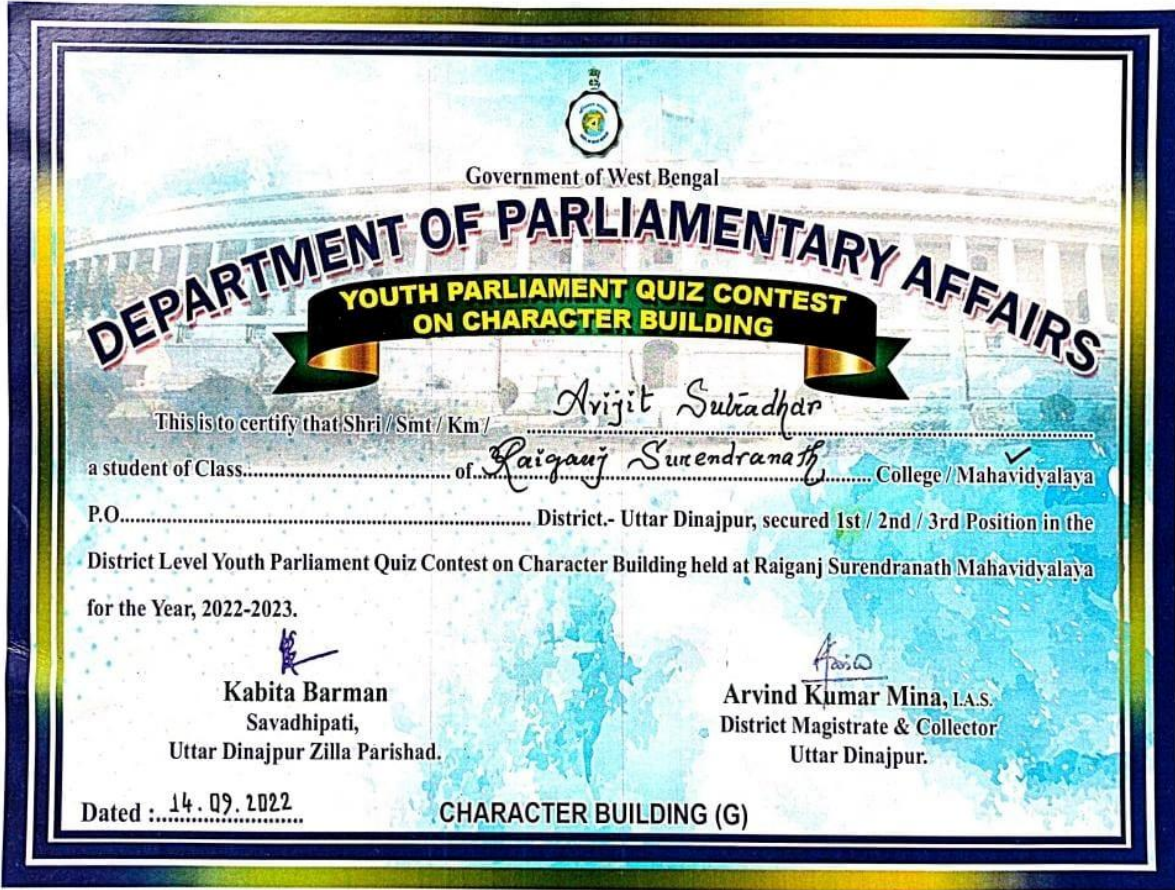 Government of West Bengal
DEPARTMENT OF PARLIAMENTARY AFFAIRS
YOUTH PARLIAMENT QUIZ CONTEST
ON CHARACTER BUILDING
This is to certify that Shri / Smt / Km / Avijit Sutradhar
a student of Class.................... of Raiganj Surendranath College / Mahavidyalaya
P.O.................... District.- Uttar Dinajpur, secured 1st / 2nd / 3rd Position in the
District Level Youth Parliament Quiz Contest on Character Building held at Raiganj Surendranath Mahavidyalaya
for the Year, 2022-2023.
Kabita Barman
Savadhipati,
Uttar Dinajpur Zilla Parishad.
Arvind Kumar Mina, I.A.S.
District Magistrate & Collector
Uttar Dinajpur.
Dated : 14.09.2022
CHARACTER BUILDING (G)